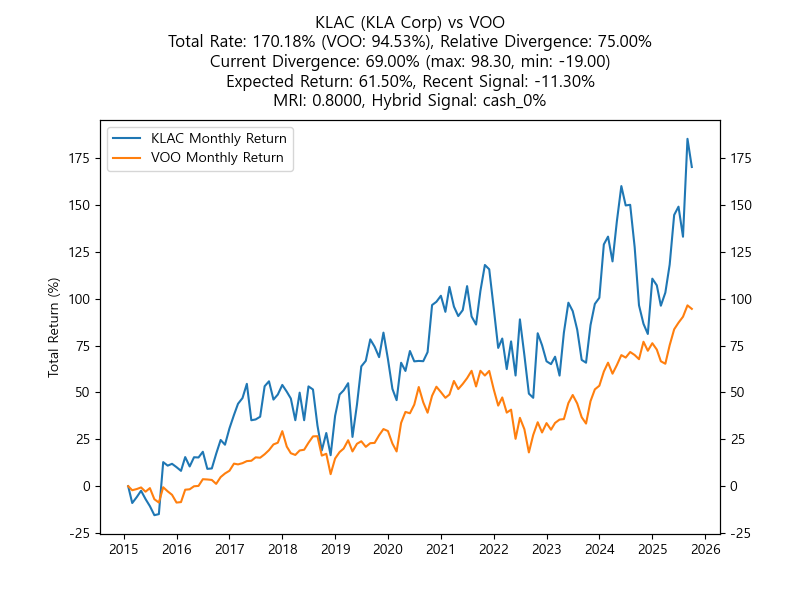 KLAC (KLA Corp) vs VOO
Total Rate: 170.18% (VOO: 94.53%), Relative Divergence: 75.00%
Current Divergence: 69.00% (max: 98.30, min: -19.00)
Expected Return: 61.50%, Recent Signal: -11.30%
MRI: 0.8000, Hybrid Signal: cash_0%
KLAC Monthly Return
VOO Monthly Return
Total Return (%)
175
150
125
100
75
50
25
0
-25
175
150
125
100
75
50
25
0
-25
2015 2016 2017 2018 2019 2020 2021 2022 2023 2024 2025 2026